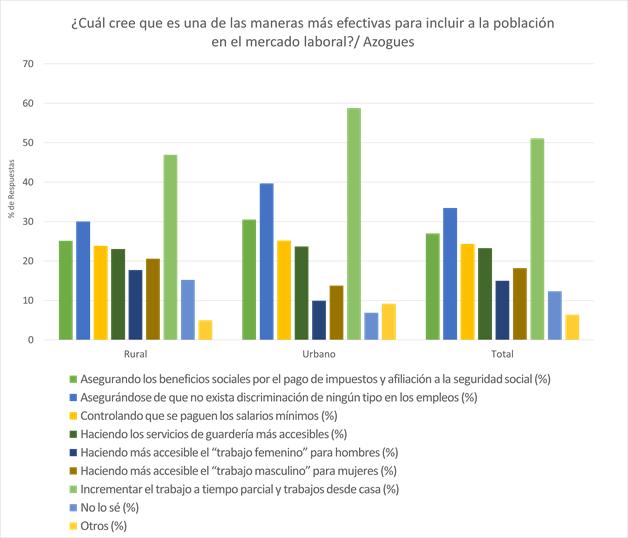 ¿Cuál cree que es una de las maneras más efectivas para incluir a la población
en el mercado laboral?/ Azogues
70
60
50
40
30
20
10
0
% de Respuestas
Rural Urbano Total
Asegurando los beneficios sociales por el pago de impuestos y afiliación a la seguridad social (%)
Asegurándose de que no exista discriminación de ningún tipo en los empleos (%)
Controlando que se paguen los salarios mínimos (%)
Haciendo los servicios de guardería más accesibles (%)
Haciendo más accesible el “trabajo femenino” para hombres (%)
Haciendo más accesible el “trabajo masculino” para mujeres (%)
Incrementar el trabajo a tiempo parcial y trabajos desde casa (%)
No lo sé (%)
Otros (%)